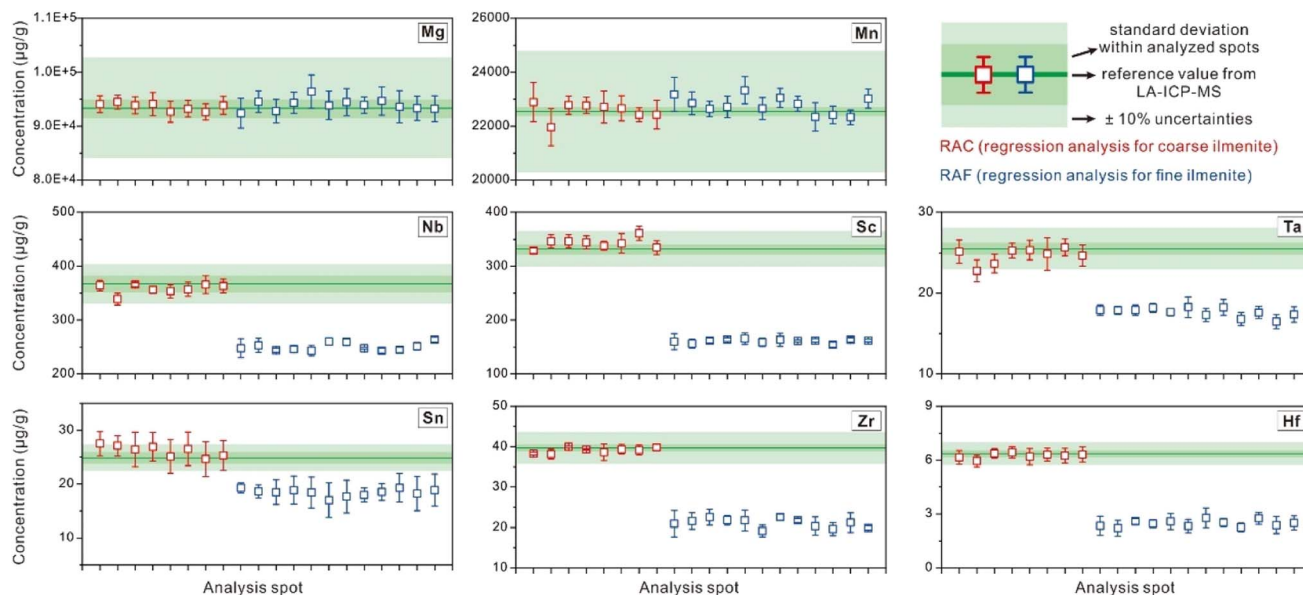 Concentration (µg/g)
1.1E+5
1.0E+5
9.0E+4
8.0E+4
Mg
26000
24000
22000
20000
Mn
standard deviation
within analyzed spots
reference value from
LA-ICP-MS
± 10% uncertainties
RAC (regression analysis for coarse ilmenite)
RAF (regression analysis for fine ilmenite)
Concentration (µg/g)
500
400
300
200
Nb
400
300
200
100
Sc
30
20
10
Ta
Concentration (µg/g)
30
20
10
Sn
50
40
30
20
10
Zr
9
6
3
0
Hf
Analysis spot
Analysis spot
Analysis spot